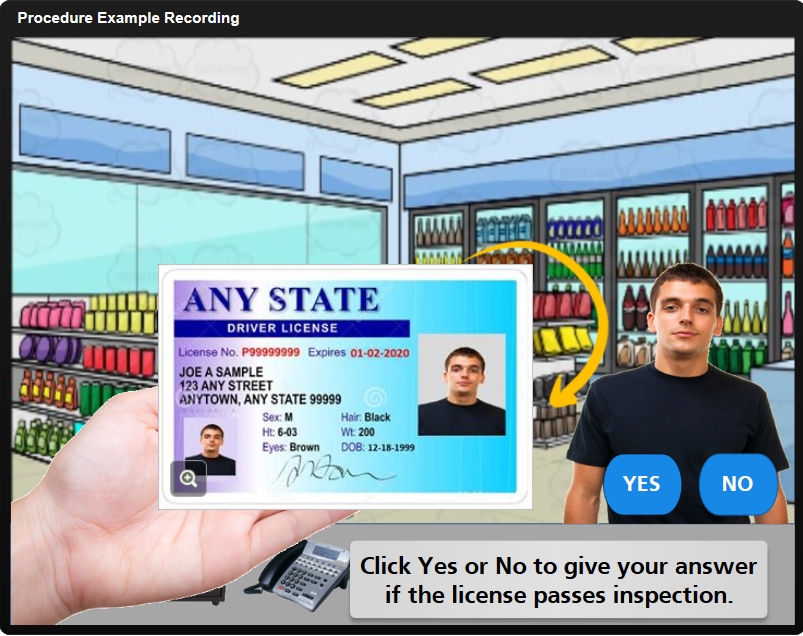 Procedure Example Recording
ANY STATE
DRIVER LICENSE
License No. P99999999 Expires 01-02-2020
JOE A SAMPLE
123 ANY STREET
ANYTOWN, ANY STATE 99999
Sex: M Hair: Black
Ht: 6-03 Wt: 200
Eyes: Brown DOB: 12-18-1999
YES NO
Click Yes or No to give your answer
if the license passes inspection.